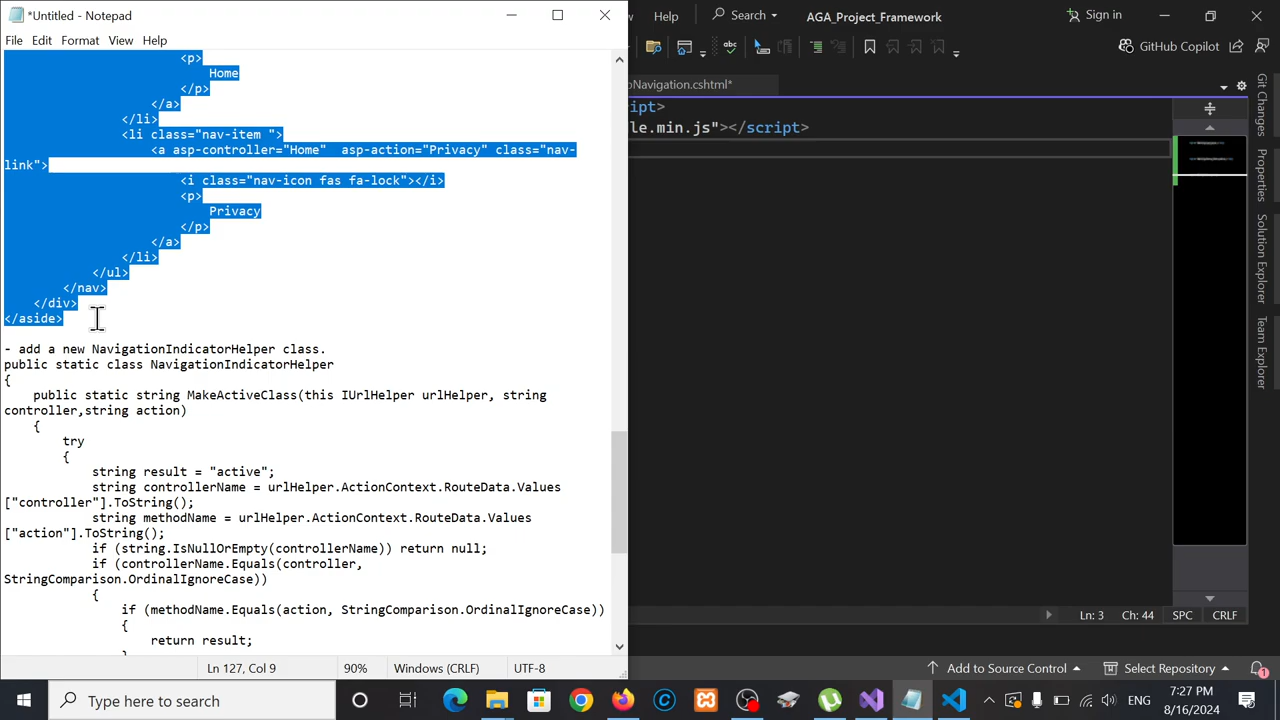 *Untitled - Notepad
File Edit Format View Help
<p>
Home
</p>
</a>
</li>
<li class="nav-item ">
<a asp-controller="Home"  asp-action="Privacy" class="nav-
link">
<i class="nav-icon fas fa-lock"></i>
<p>
Privacy
</p>
</a>
</li>
</ul>
</nav>
</div>
</aside>
- add a new NavigationIndicatorHelper class.
public static class NavigationIndicatorHelper
{
public static string MakeActiveClass(this IUrlHelper urlHelper, string
controller,string action)
{
try
{
string result = "active";
string controllerName = urlHelper.ActionContext.RouteData.Values
["controller"].ToString();
string methodName = urlHelper.ActionContext.RouteData.Values
["action"].ToString();
if (string.IsNullOrEmpty(controllerName)) return null;
if (controllerName.Equals(controller,
StringComparison.OrdinalIgnoreCase))
{
if (methodName.Equals(action, StringComparison.OrdinalIgnoreCase))
{
return result;
Ln 127, Col 9 90% Windows (CRLF) UTF-8
Help Search AGA_Project_Framework Sign in
GitHub Copilot
oNavigation.cshtml*
ript>
le.min.js"></script>
Git Changes
Properties
Solution Explorer
Team Explorer
Ln: 3 Ch: 44 SPC CRLF
Add to Source Control Select Repository 1
Type here to search
ENG 7:27 PM
8/16/2024